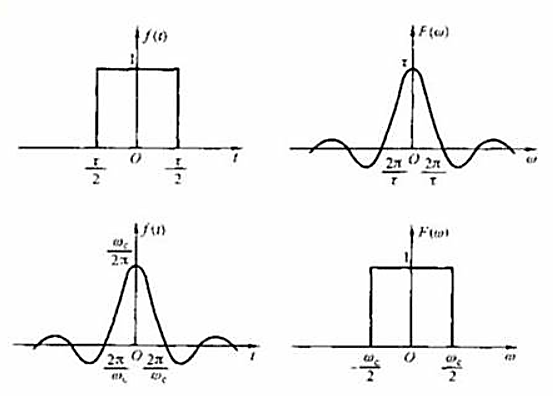 f(t)
1
τ/2 O τ/2 t
F(ω)
τ
2π/τ O 2π/τ ω
f(t)
ω_c/2π
2π/ω_c O 2π/ω_c t
F(ω)
1
-ω_c/2 O ω_c/2 ω